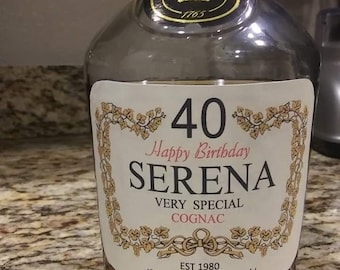 1765
40
Happy Birthday
SERENA
VERY SPECIAL
COGNAC
EST 1980